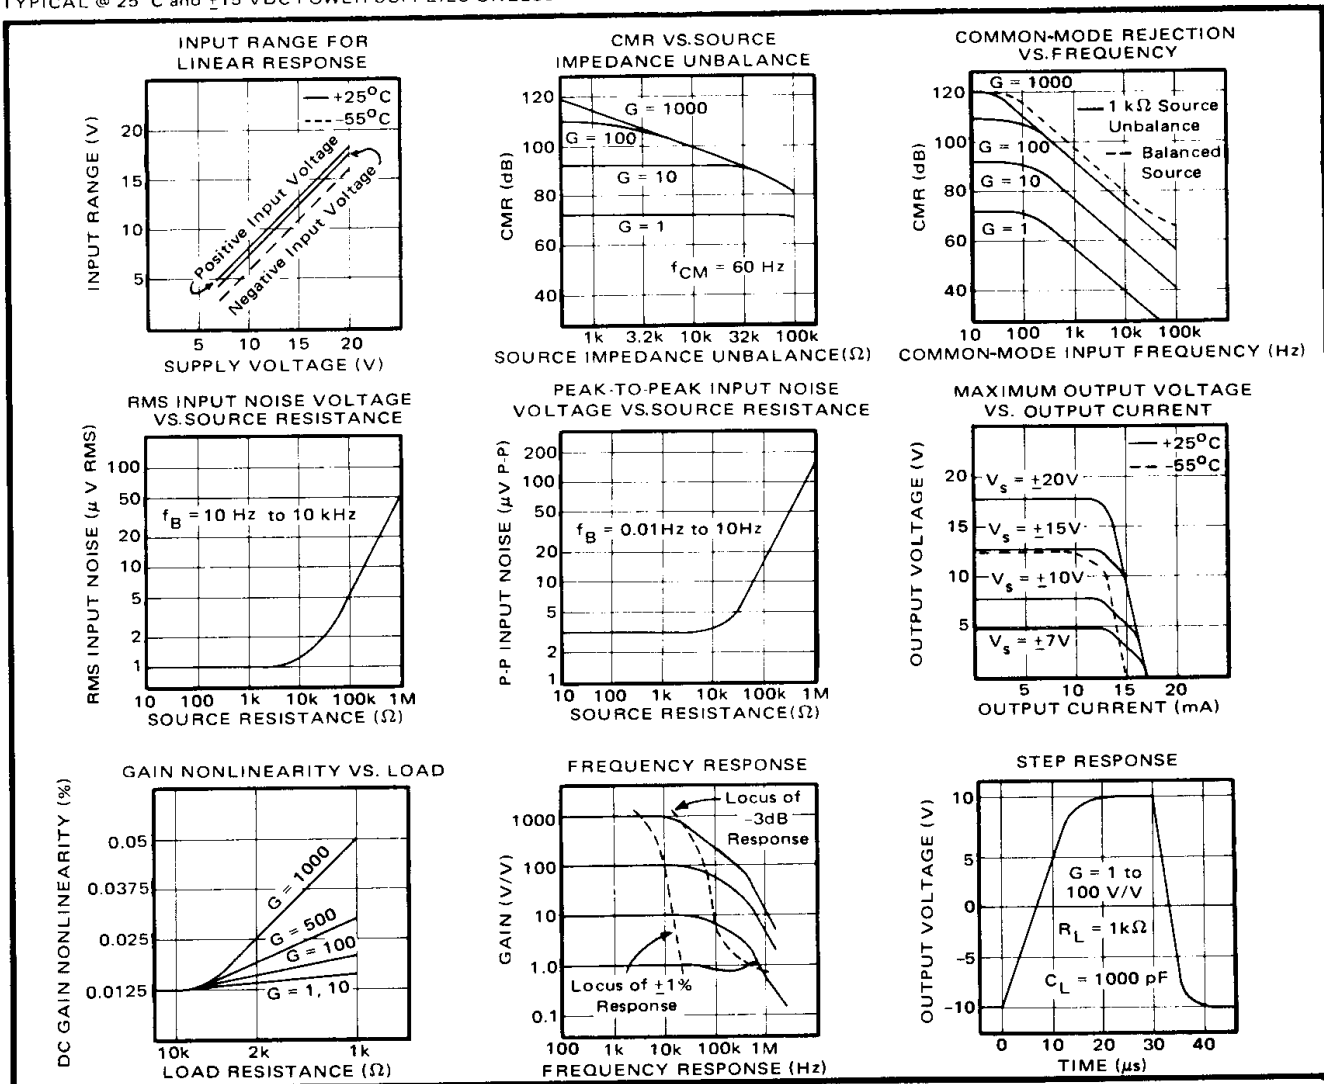 TYPICAL @ 25°C and ±15 VDC POWER SUPPLIES UNLESS
INPUT RANGE FOR
LINEAR RESPONSE
+25°C
-55°C
20
15
10
5
INPUT RANGE (V)
Positive Input Voltage
Negative Input Voltage
5 10 15 20
SUPPLY VOLTAGE (V)
CMR VS.SOURCE
IMPEDANCE UNBALANCE
120
100
80
60
40
CMR (dB)
G = 1000
G = 100
G = 10
G = 1
fCM = 60 Hz
1k 3.2k 10k 32k 100k
SOURCE IMPEDANCE UNBALANCE(Ω)
COMMON-MODE REJECTION
VS.FREQUENCY
120
100
80
60
40
CMR (dB)
G = 1000
1 kΩ Source
Unbalance
G = 100
Balanced
Source
G = 10
G = 1
10 100 1k 10k 100k
COMMON-MODE INPUT FREQUENCY (Hz)
RMS INPUT NOISE VOLTAGE
VS.SOURCE RESISTANCE
100
50
20
10
5
2
1
RMS INPUT NOISE (μ V RMS)
fB = 10 Hz to 10 kHz
10 100 1k 10k 100k 1M
SOURCE RESISTANCE (Ω)
PEAK-TO-PEAK INPUT NOISE
VOLTAGE VS.SOURCE RESISTANCE
200
100
50
20
10
5
2
1
P-P INPUT NOISE (μV P-P)
fB = 0.01Hz to 10Hz
10 100 1k 10k 100k 1M
SOURCE RESISTANCE(Ω)
MAXIMUM OUTPUT VOLTAGE
VS. OUTPUT CURRENT
+25°C
-55°C
20
15
10
5
OUTPUT VOLTAGE (V)
Vs = ±20V
Vs = ±15V
Vs = ±10V
Vs = ±7V
5 10 15 20
OUTPUT CURRENT (mA)
GAIN NONLINEARITY VS. LOAD
0.05
0.0375
0.025
0.0125
DC GAIN NONLINEARITY (%)
G = 1000
G = 500
G = 100
G = 1, 10
10k 2k 1k
LOAD RESISTANCE (Ω)
FREQUENCY RESPONSE
1000
100
10
1.0
0.1
GAIN (V/V)
Locus of
-3dB
Response
Locus of ±1%
Response
100 1k 10k 100k 1M
FREQUENCY RESPONSE (Hz)
STEP RESPONSE
10
5
0
-5
-10
OUTPUT VOLTAGE (V)
G = 1 to
100 V/V
RL = 1kΩ
CL = 1000 pF
0 10 20 30 40
TIME (μs)